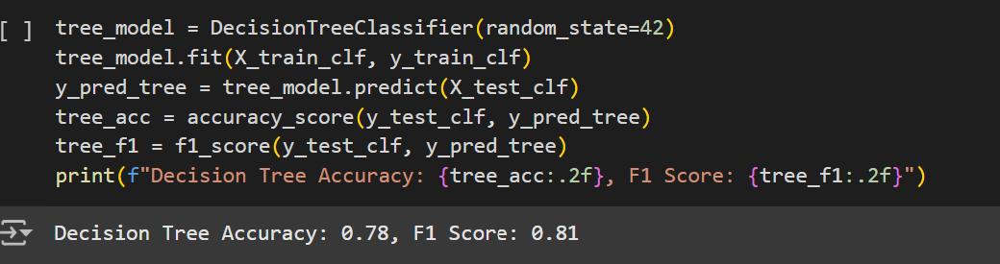 [ ] tree_model = DecisionTreeClassifier(random_state=42)
tree_model.fit(X_train_clf, y_train_clf)
y_pred_tree = tree_model.predict(X_test_clf)
tree_acc = accuracy_score(y_test_clf, y_pred_tree)
tree_f1 = f1_score(y_test_clf, y_pred_tree)
print(f"Decision Tree Accuracy: {tree_acc:.2f}, F1 Score: {tree_f1:.2f}")
Decision Tree Accuracy: 0.78, F1 Score: 0.81